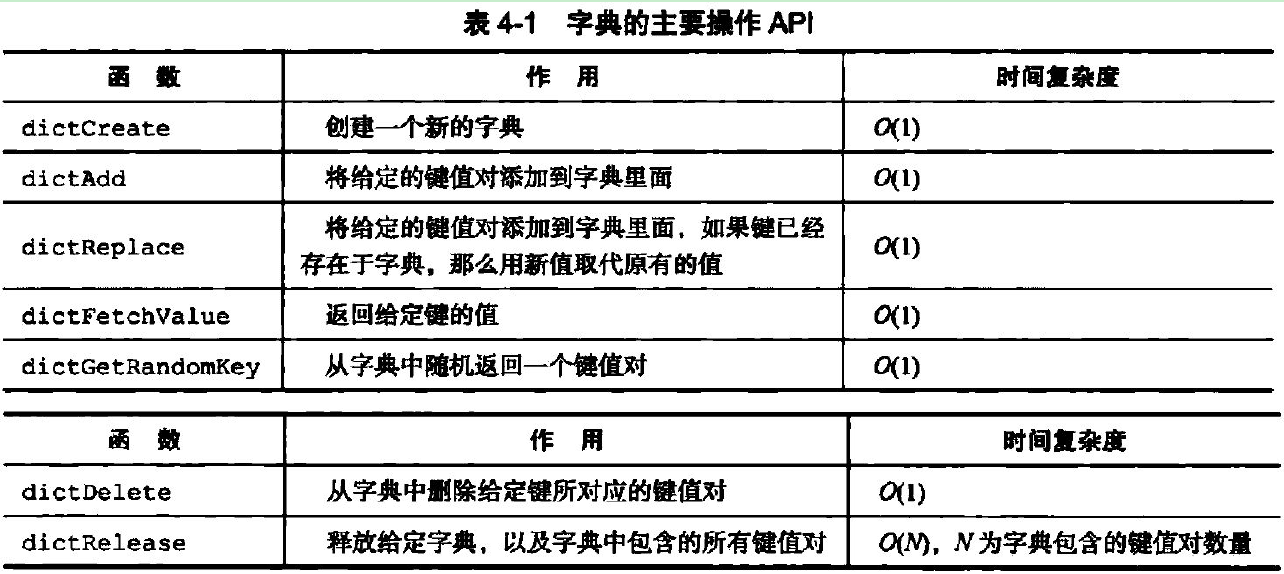 表 4-1 字典的主要操作 API
函 数 作 用 时间复杂度
dictCreate 创建一个新的字典 O(1)
dictAdd 将给定的键值对添加到字典里面 O(1)
dictReplace 将给定的键值对添加到字典里面，如果键已经 O(1)
存在于字典，那么用新值取代原有的值
dictFetchValue 返回给定键的值 O(1)
dictGetRandomKey 从字典中随机返回一个键值对 O(1)
函 数 作 用 时间复杂度
dictDelete 从字典中删除给定键所对应的键值对 O(1)
dictRelease 释放给定字典，以及字典中包含的所有键值对 O(N)，N 为字典包含的键值对数量